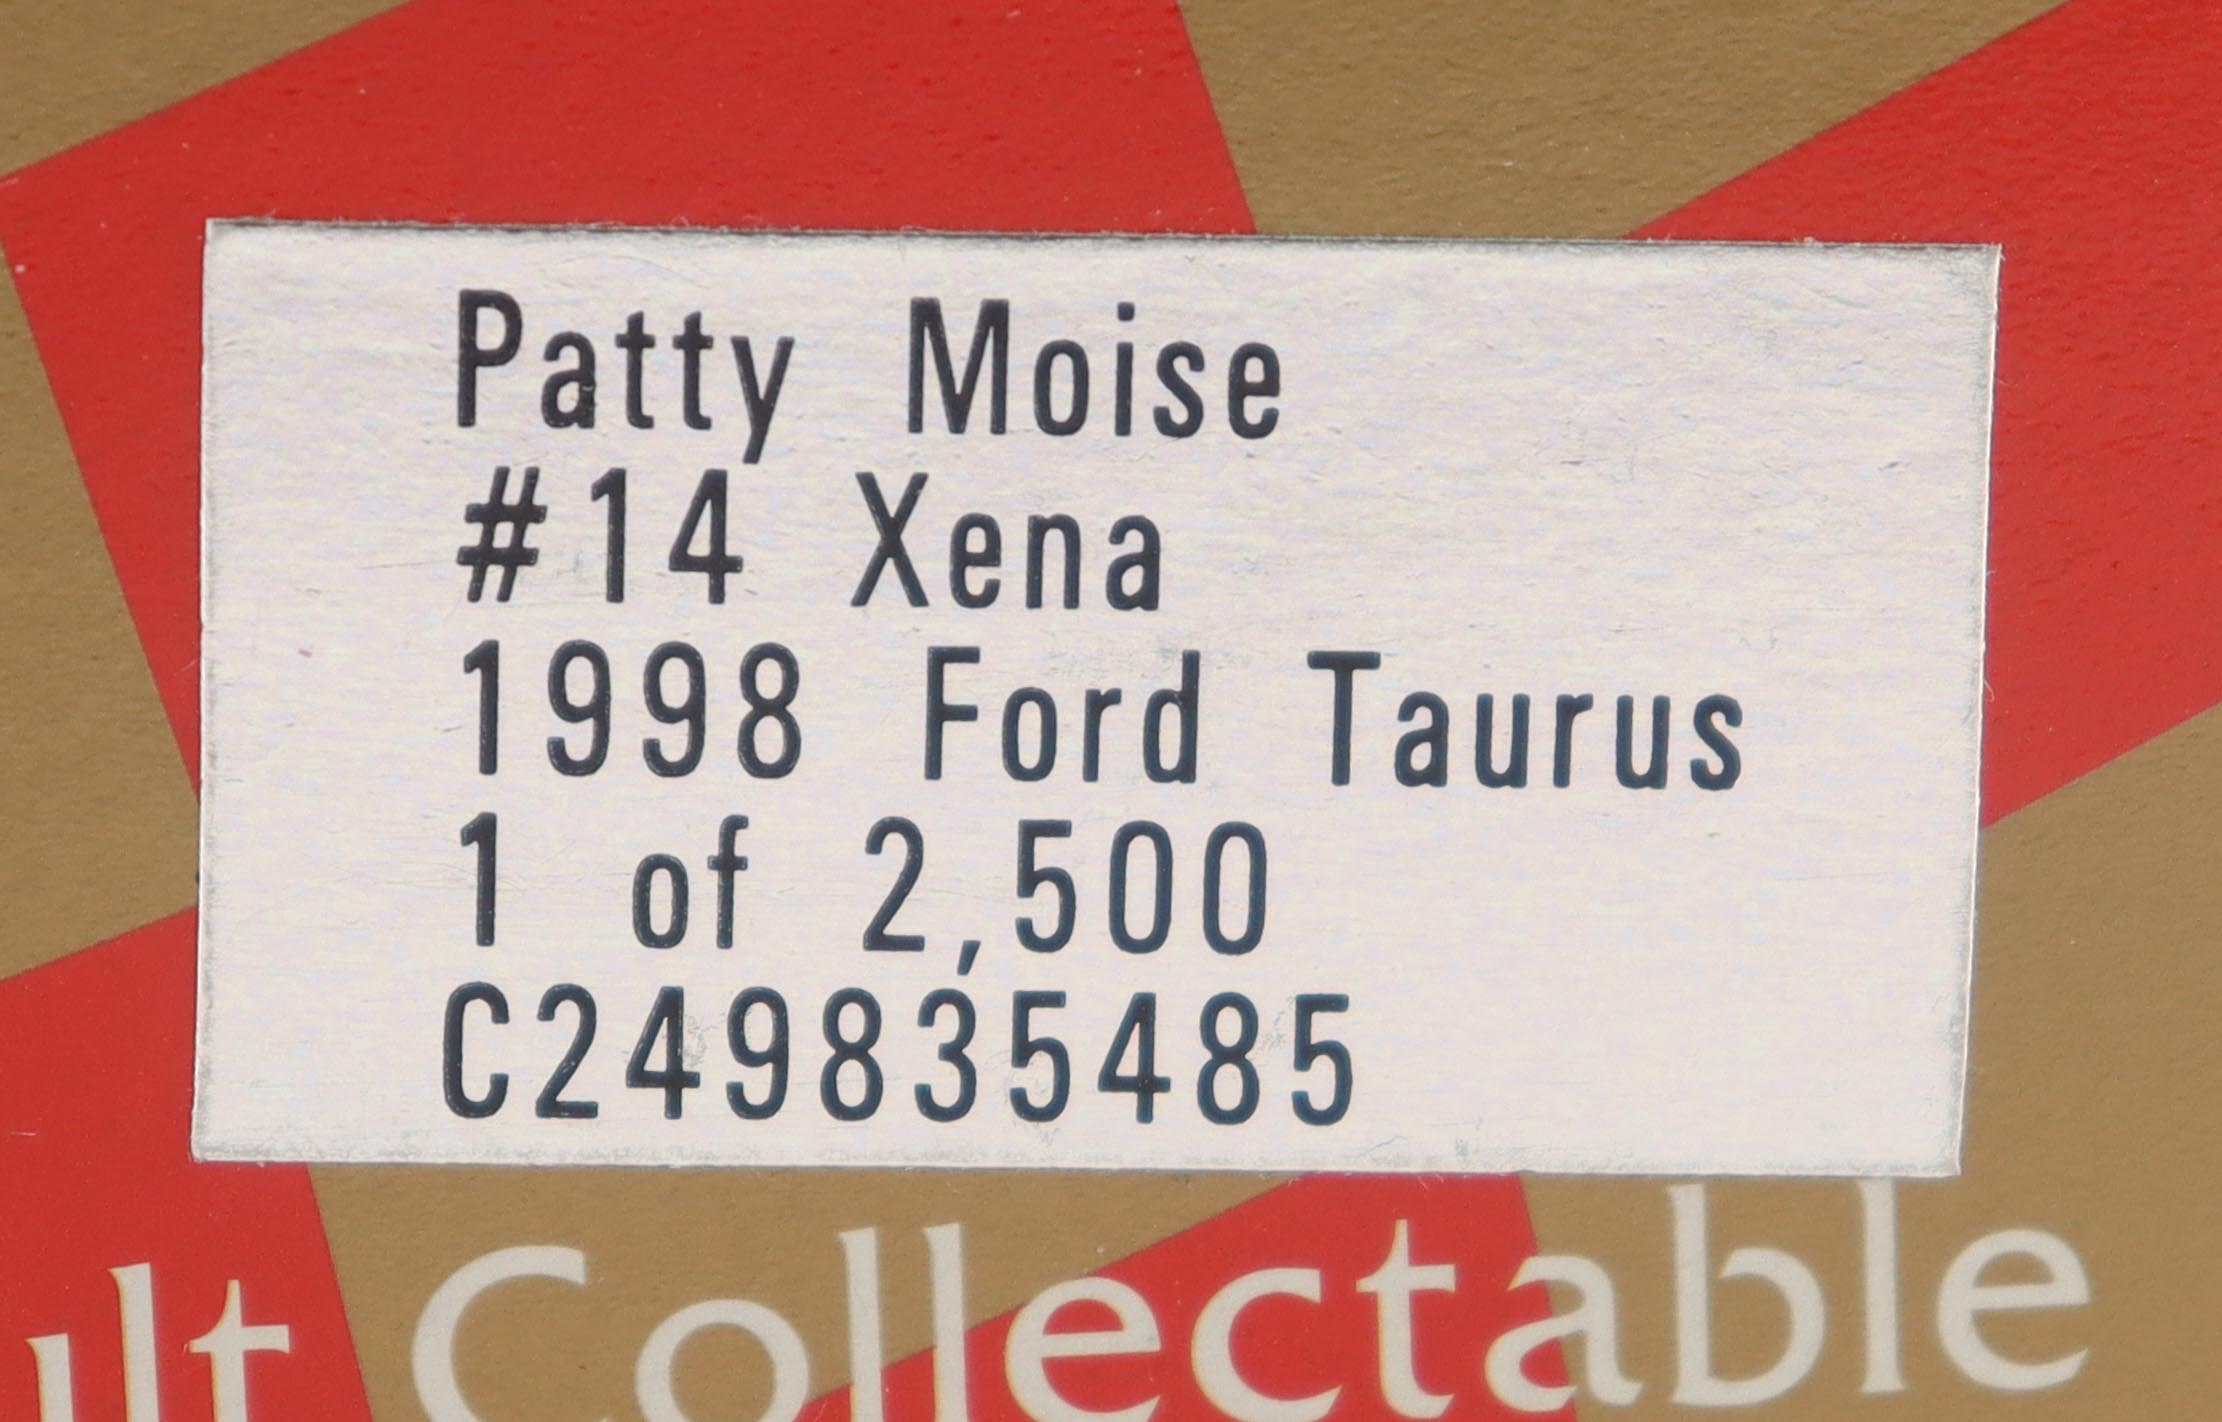 Patty Moise
#14 Xena
1998 Ford Taurus
1 of 2,500
C249835485
Collectable